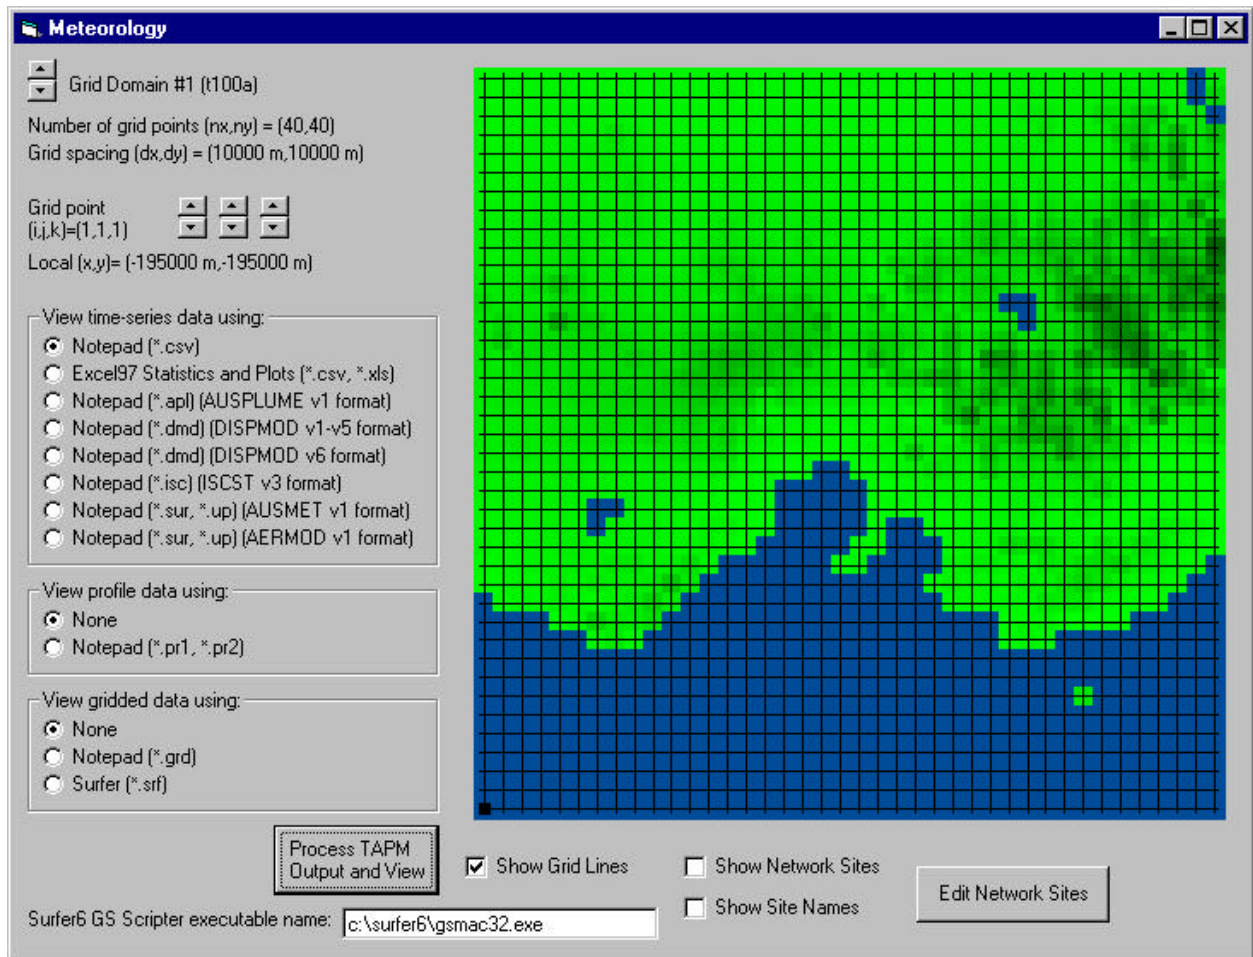 Meteorology
Grid Domain #1 (t100a)
Number of grid points (nx,ny) = (40,40)
Grid spacing (dx,dy) = (10000 m,10000 m)
Grid point
(i,j,k)=(1,1,1)
Local (x,y)= (-195000 m,-195000 m)
View time-series data using:
Notepad (*.csv)
Excel97 Statistics and Plots (*.csv, *.xls)
Notepad (*.apl) (AUSPLUME v1 format)
Notepad (*.dmd) (DISPMOD v1-v5 format)
Notepad (*.dmd) (DISPMOD v6 format)
Notepad (*.isc) (ISCST v3 format)
Notepad (*.sur, *.up) (AUSMET v1 format)
Notepad (*.sur, *.up) (AERMOD v1 format)
View profile data using:
None
Notepad (*.pr1, *.pr2)
View gridded data using:
None
Notepad (*.grd)
Surfer (*.srf)
Process TAPM
Output and View
Show Grid Lines
Show Network Sites
Show Site Names
Edit Network Sites
Surfer6 GS Scripter executable name: c:\surfer6\gsmac32.exe